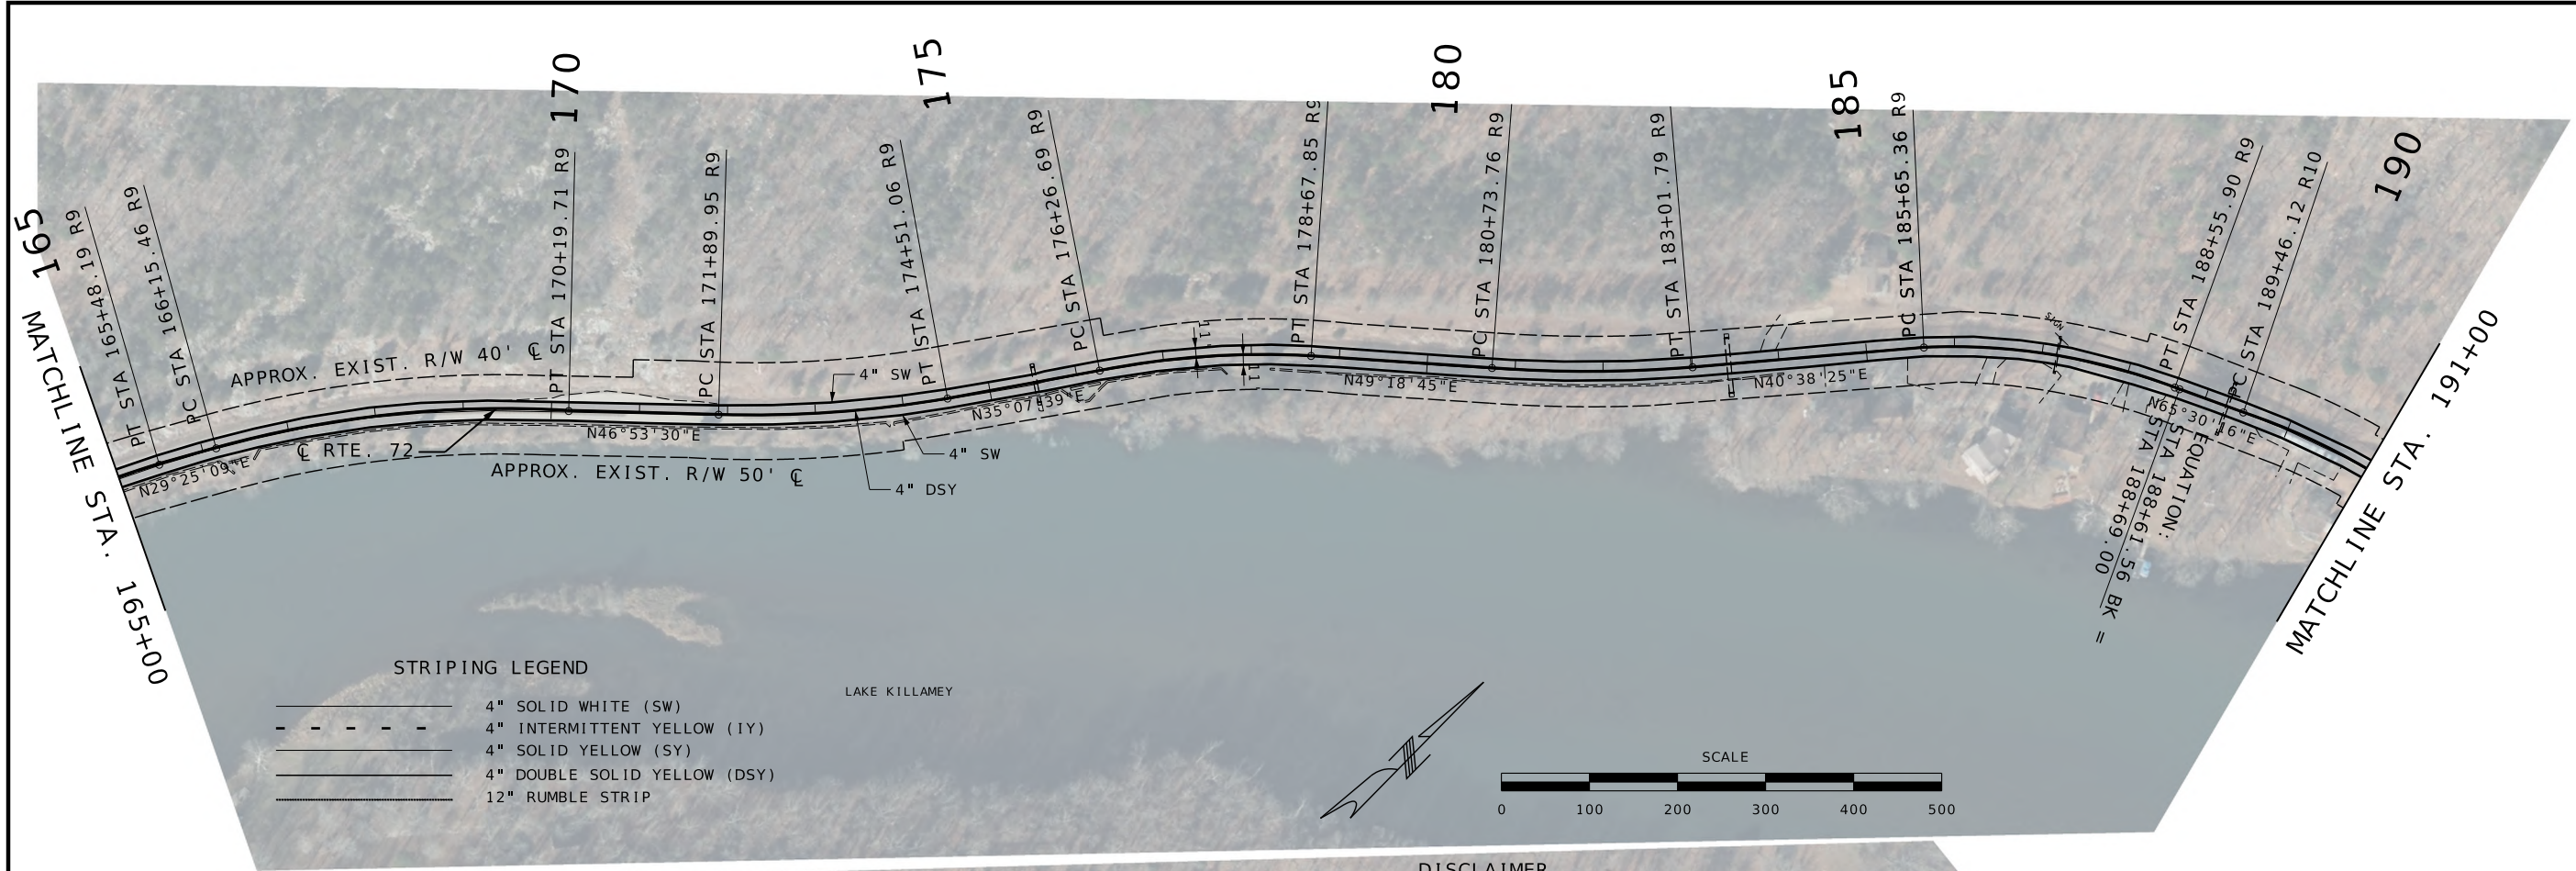 170
175
180
185
190
165
PT STA 165+48.19 R9
PC STA 166+15.46 R9
PT STA 170+19.71 R9
PC STA 171+89.95 R9
PT STA 174+51.06 R9
PC STA 176+26.69 R9
PT STA 178+67.85 R9
PC STA 180+73.76 R9
PT STA 183+01.79 R9
PC STA 185+65.36 R9
PT STA 188+55.90 R9
PC STA 189+46.12 R10
MATCHLINE STA. 165+00
MATCHLINE STA. 191+00
APPROX. EXIST. R/W 40' ℄
11'
11'
SIGN
4" SW
N29°25'09"E
℄ RTE. 72
N46°53'30"E
N35°07'39"E
N49°18'45"E
N40°38'25"E
N65°30'16"E
APPROX. EXIST. R/W 50' ℄
4" SW
4" DSY
EQUATION:
STA 188+61.56 BK =
STA 188+69.00
STRIPING LEGEND
4" SOLID WHITE (SW)
4" INTERMITTENT YELLOW (IY)
4" SOLID YELLOW (SY)
4" DOUBLE SOLID YELLOW (DSY)
12" RUMBLE STRIP
LAKE KILLAMEY
SCALE
0 100 200 300 400 500
DISCLAIMER